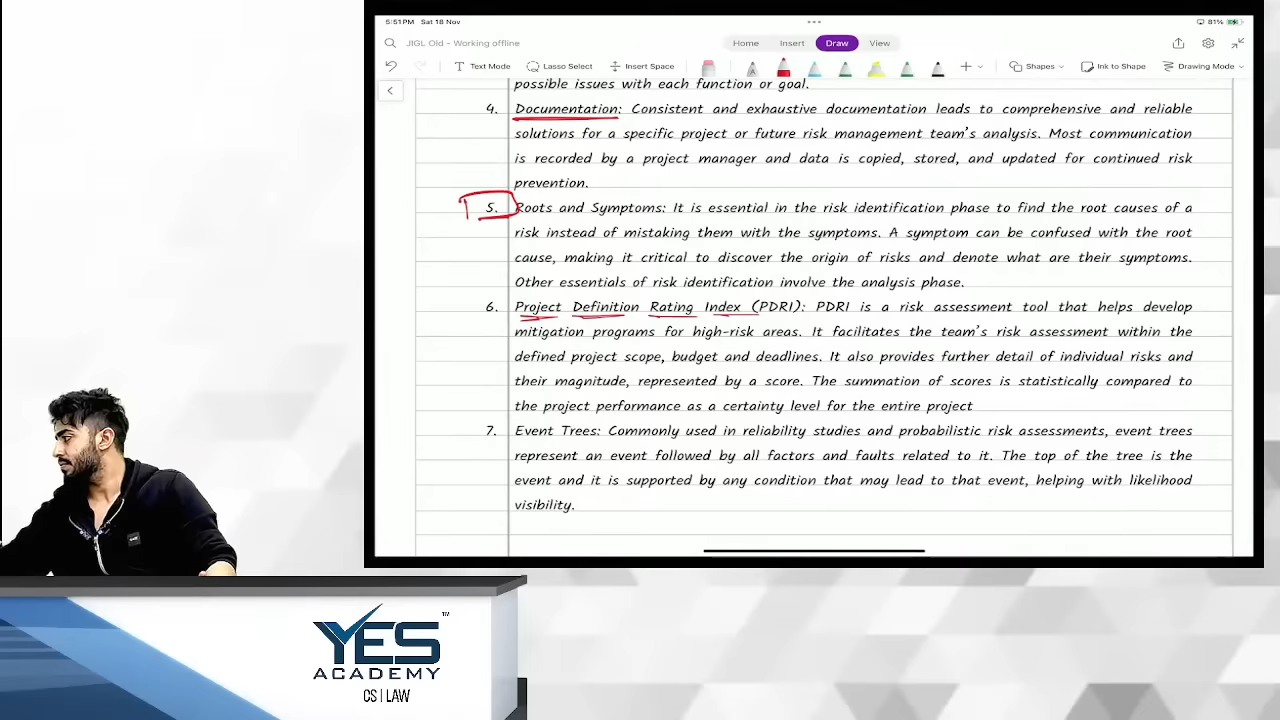 5:51 PM Sat 18 Nov
81%
JIGL Old - Working offline
Home Insert Draw View
Text Mode Lasso Select Insert Space Shapes Ink to Shape Drawing Mode
possible issues with each function or goal.
4. Documentation: Consistent and exhaustive documentation leads to comprehensive and reliable
solutions for a specific project or future risk management team's analysis. Most communication
is recorded by a project manager and data is copied, stored, and updated for continued risk
prevention.
5. Roots and Symptoms: It is essential in the risk identification phase to find the root causes of a
risk instead of mistaking them with the symptoms. A symptom can be confused with the root
cause, making it critical to discover the origin of risks and denote what are their symptoms.
Other essentials of risk identification involve the analysis phase.
6. Project Definition Rating Index (PDRI): PDRI is a risk assessment tool that helps develop
mitigation programs for high-risk areas. It facilitates the team's risk assessment within the
defined project scope, budget and deadlines. It also provides further detail of individual risks and
their magnitude, represented by a score. The summation of scores is statistically compared to
the project performance as a certainty level for the entire project
7. Event Trees: Commonly used in reliability studies and probabilistic risk assessments, event trees
represent an event followed by all factors and faults related to it. The top of the tree is the
event and it is supported by any condition that may lead to that event, helping with likelihood
visibility.
YES
TM
ACADEMY
CS | LAW